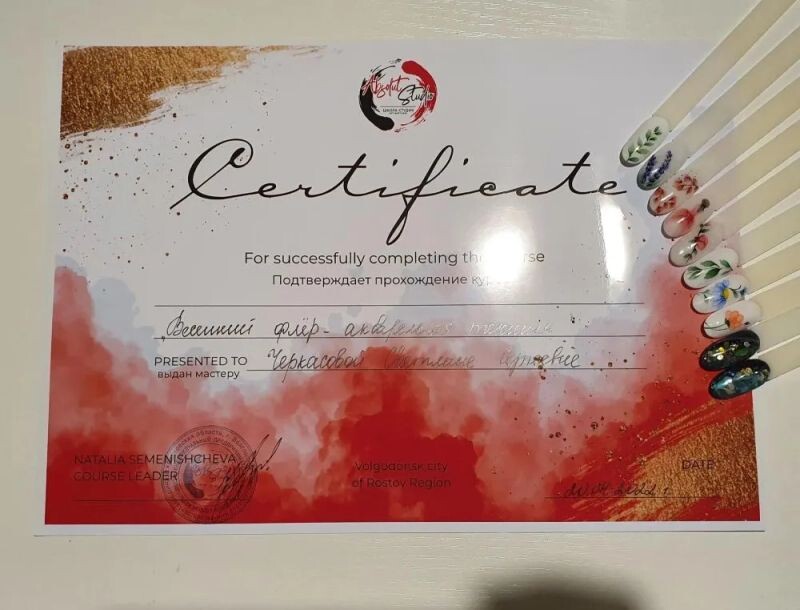 Absolut
Studio
Certificate
For successfully completing the course
Подтверждает прохождение
„Весенний флёр - акварельная техника
PRESENTED TO Черкасовой Светлане Сергеевне
выдан мастеру
NATALIA SEMENISHCHEVA
COURSE LEADER
Volgodonsk city
of Rostov Region
DATE